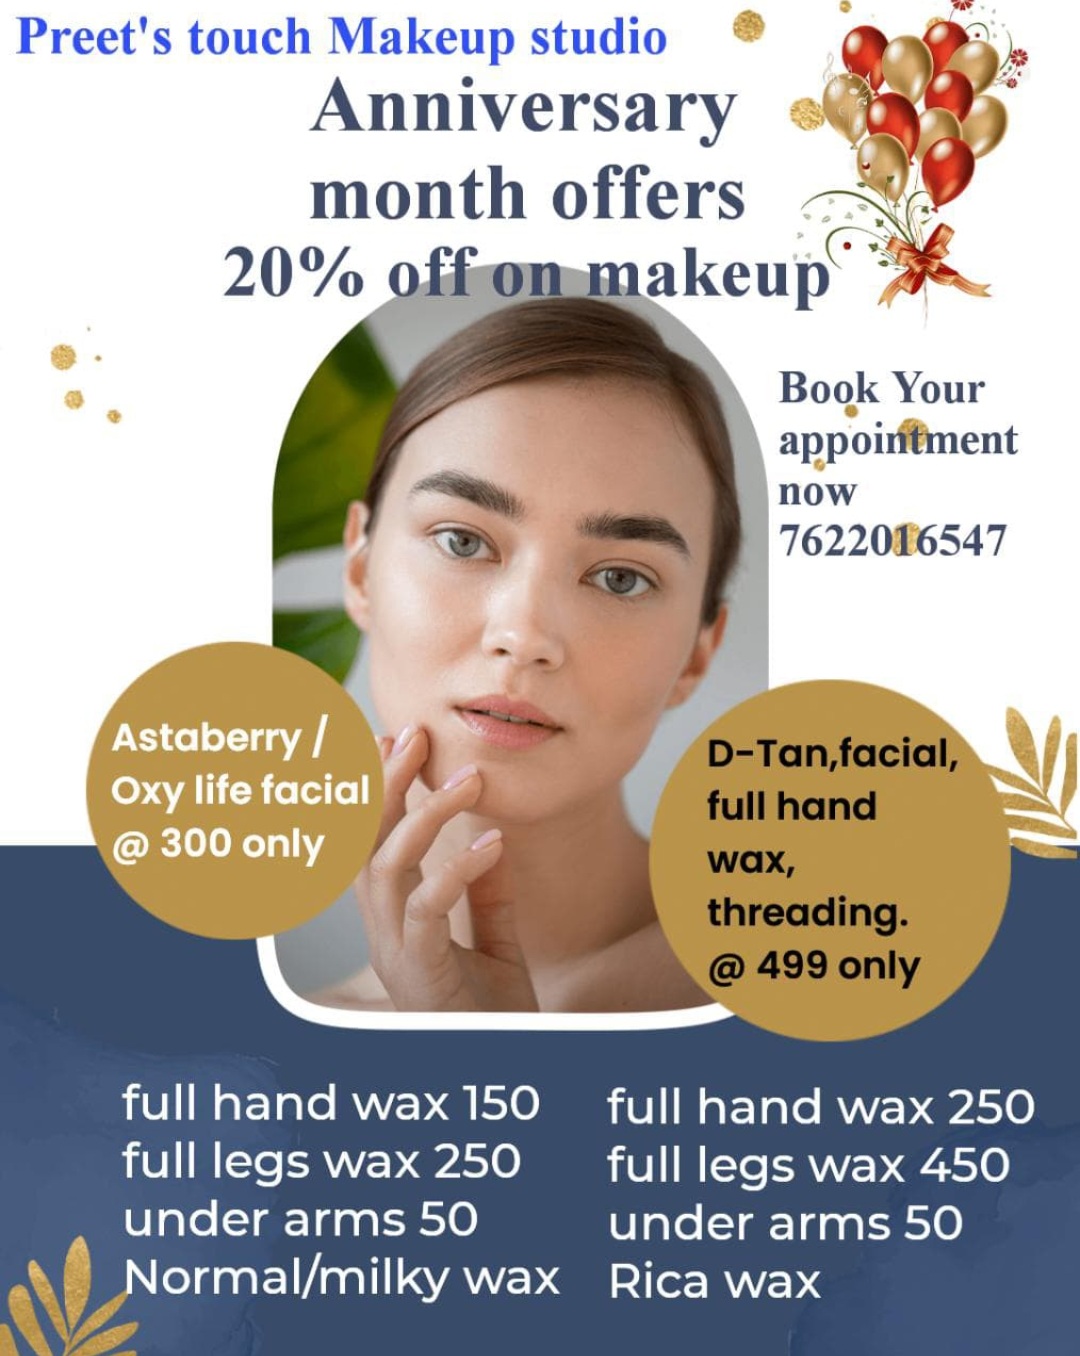 Preet's touch Makeup studio
Anniversary
month offers
20% off on makeup
Book Your
appointment
now
7622016547
Astaberry /
Oxy life facial
@ 300 only
D-Tan,facial,
full hand
wax,
threading.
@ 499 only
full hand wax 150
full legs wax 250
under arms 50
Normal/milky wax
full hand wax 250
full legs wax 450
under arms 50
Rica wax